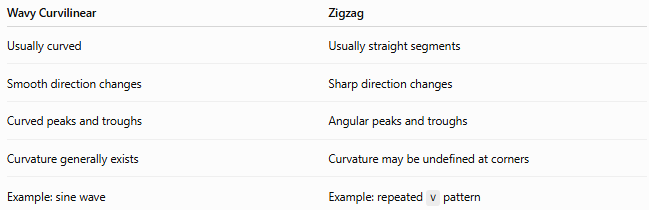 Wavy Curvilinear Zigzag
Usually curved Usually straight segments
Smooth direction changes Sharp direction changes
Curved peaks and troughs Angular peaks and troughs
Curvature generally exists Curvature may be undefined at corners
Example: sine wave Example: repeated v pattern